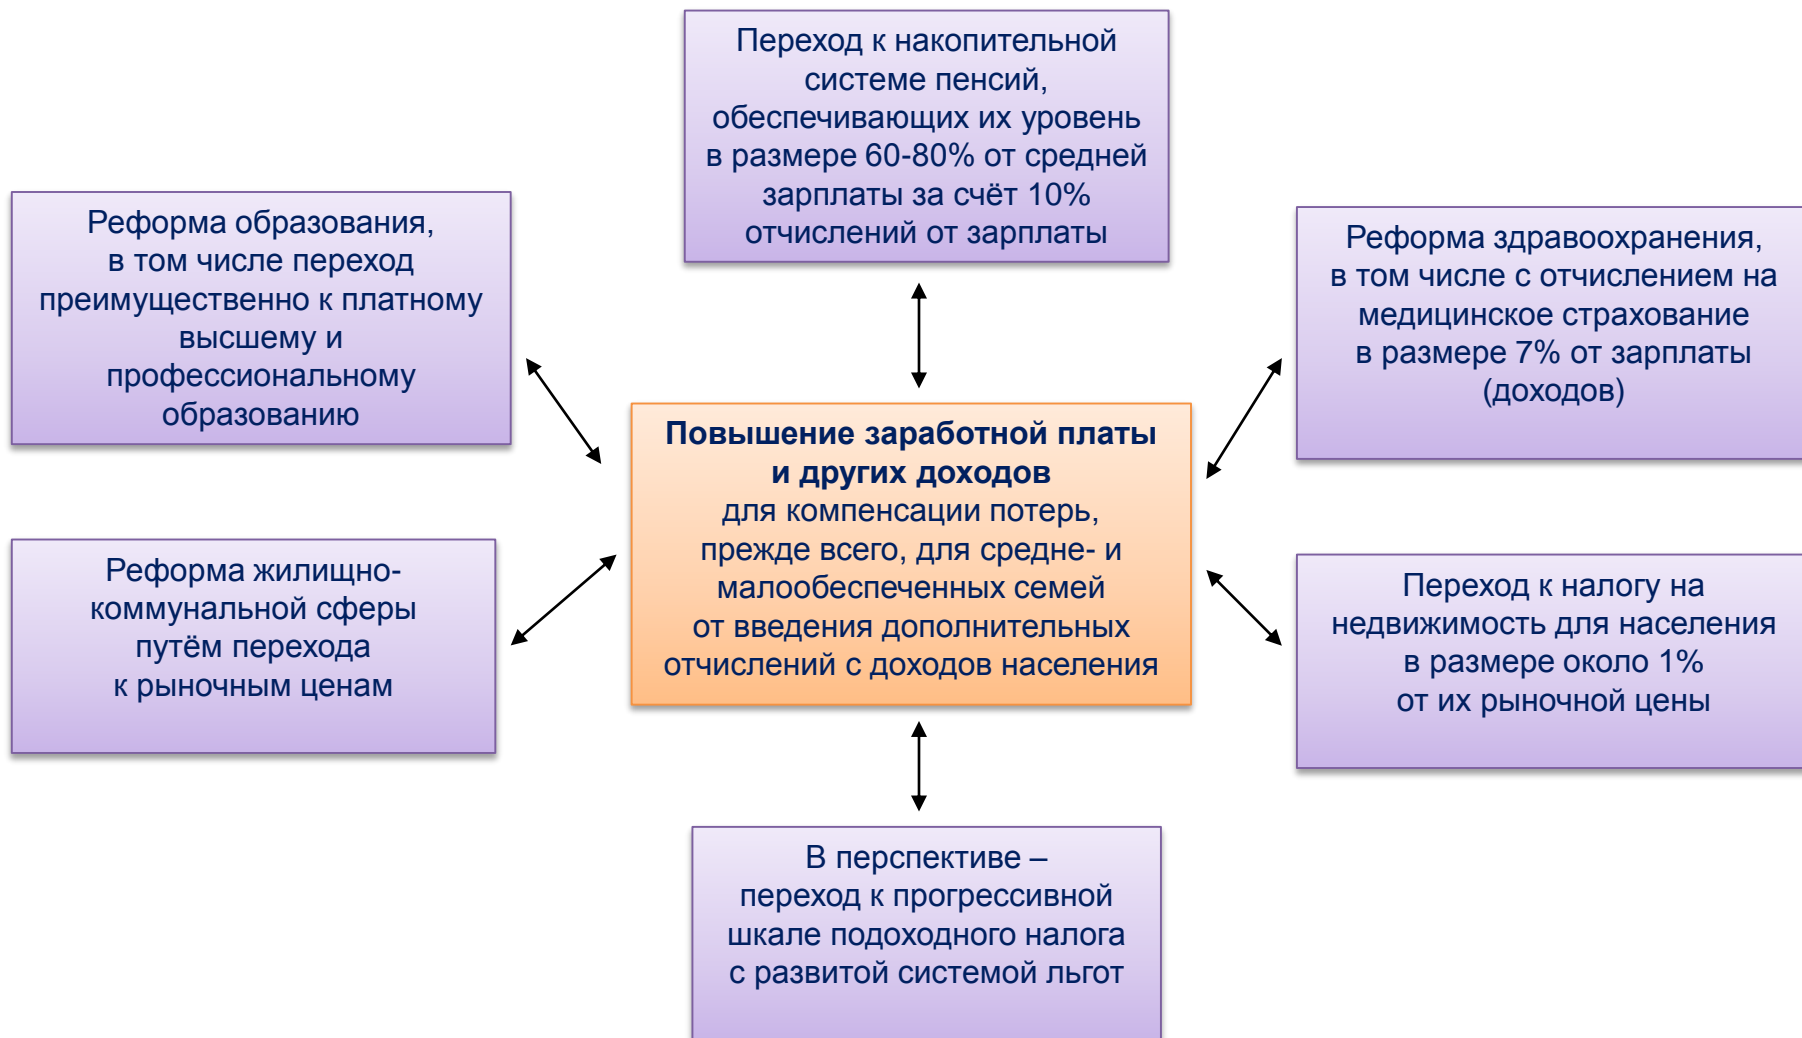 Переход к накопительной
системе пенсий,
обеспечивающих их уровень
в размере 60-80% от средней
зарплаты за счёт 10%
отчислений от зарплаты
Реформа образования,
в том числе переход
преимущественно к платному
высшему и
профессиональному
образованию
Реформа здравоохранения,
в том числе с отчислением на
медицинское страхование
в размере 7% от зарплаты
(доходов)
Повышение заработной платы
и других доходов
для компенсации потерь,
прежде всего, для средне- и
малообеспеченных семей
от введения дополнительных
отчислений с доходов населения
Реформа жилищно-
коммунальной сферы
путём перехода
к рыночным ценам
Переход к налогу на
недвижимость для населения
в размере около 1%
от их рыночной цены
В перспективе –
переход к прогрессивной
шкале подоходного налога
с развитой системой льгот